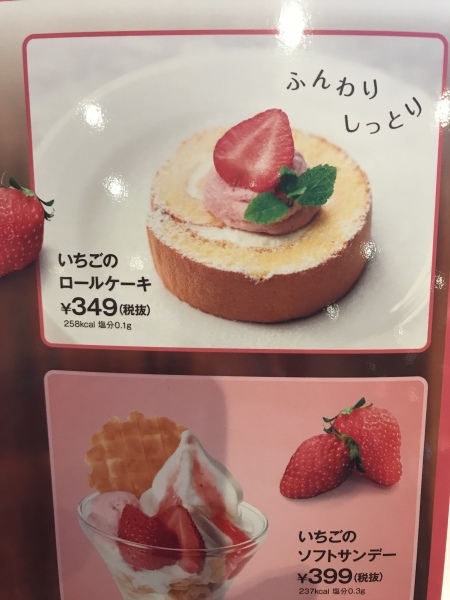 ふんわり
しっとり
いちごの
ロールケーキ
¥349(税抜)
258kcal 塩分0.1g
いちごの
ソフトサンデー
¥399(税抜)
237kcal 塩分0.3g